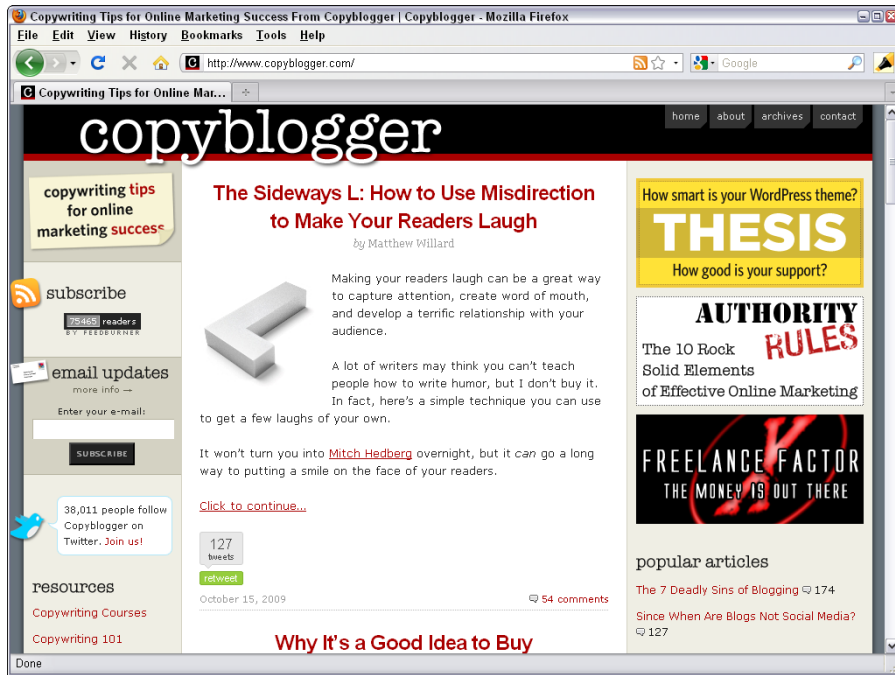 Copywriting Tips for Online Marketing Success From Copyblogger | Copyblogger - Mozilla Firefox
File Edit View History Bookmarks Tools Help
http://www.copyblogger.com/
Google
Copywriting Tips for Online Mar...
copyblogger
home about archives contact
copywriting tips
for online
marketing success
subscribe
75465 readers
BY FEEDBURNER
email updates
more info →
Enter your e-mail:
SUBSCRIBE
38,011 people follow
Copyblogger on
Twitter. Join us!
resources
Copywriting Courses
Copywriting 101
The Sideways L: How to Use Misdirection
to Make Your Readers Laugh
by Matthew Willard
Making your readers laugh can be a great way
to capture attention, create word of mouth,
and develop a terrific relationship with your
audience.
A lot of writers may think you can't teach
people how to write humor, but I don't buy it.
In fact, here's a simple technique you can use
to get a few laughs of your own.
It won't turn you into Mitch Hedberg overnight, but it can go a long
way to putting a smile on the face of your readers.
Click to continue...
127
tweets
retweet
October 15, 2009
54 comments
Why It's a Good Idea to Buy
How smart is your WordPress theme?
THESIS
How good is your support?
AUTHORITY
RULES
The 10 Rock
Solid Elements
of Effective Online Marketing
FREELANCE X FACTOR
THE MONEY IS OUT THERE
popular articles
The 7 Deadly Sins of Blogging 174
Since When Are Blogs Not Social Media?
127
Done